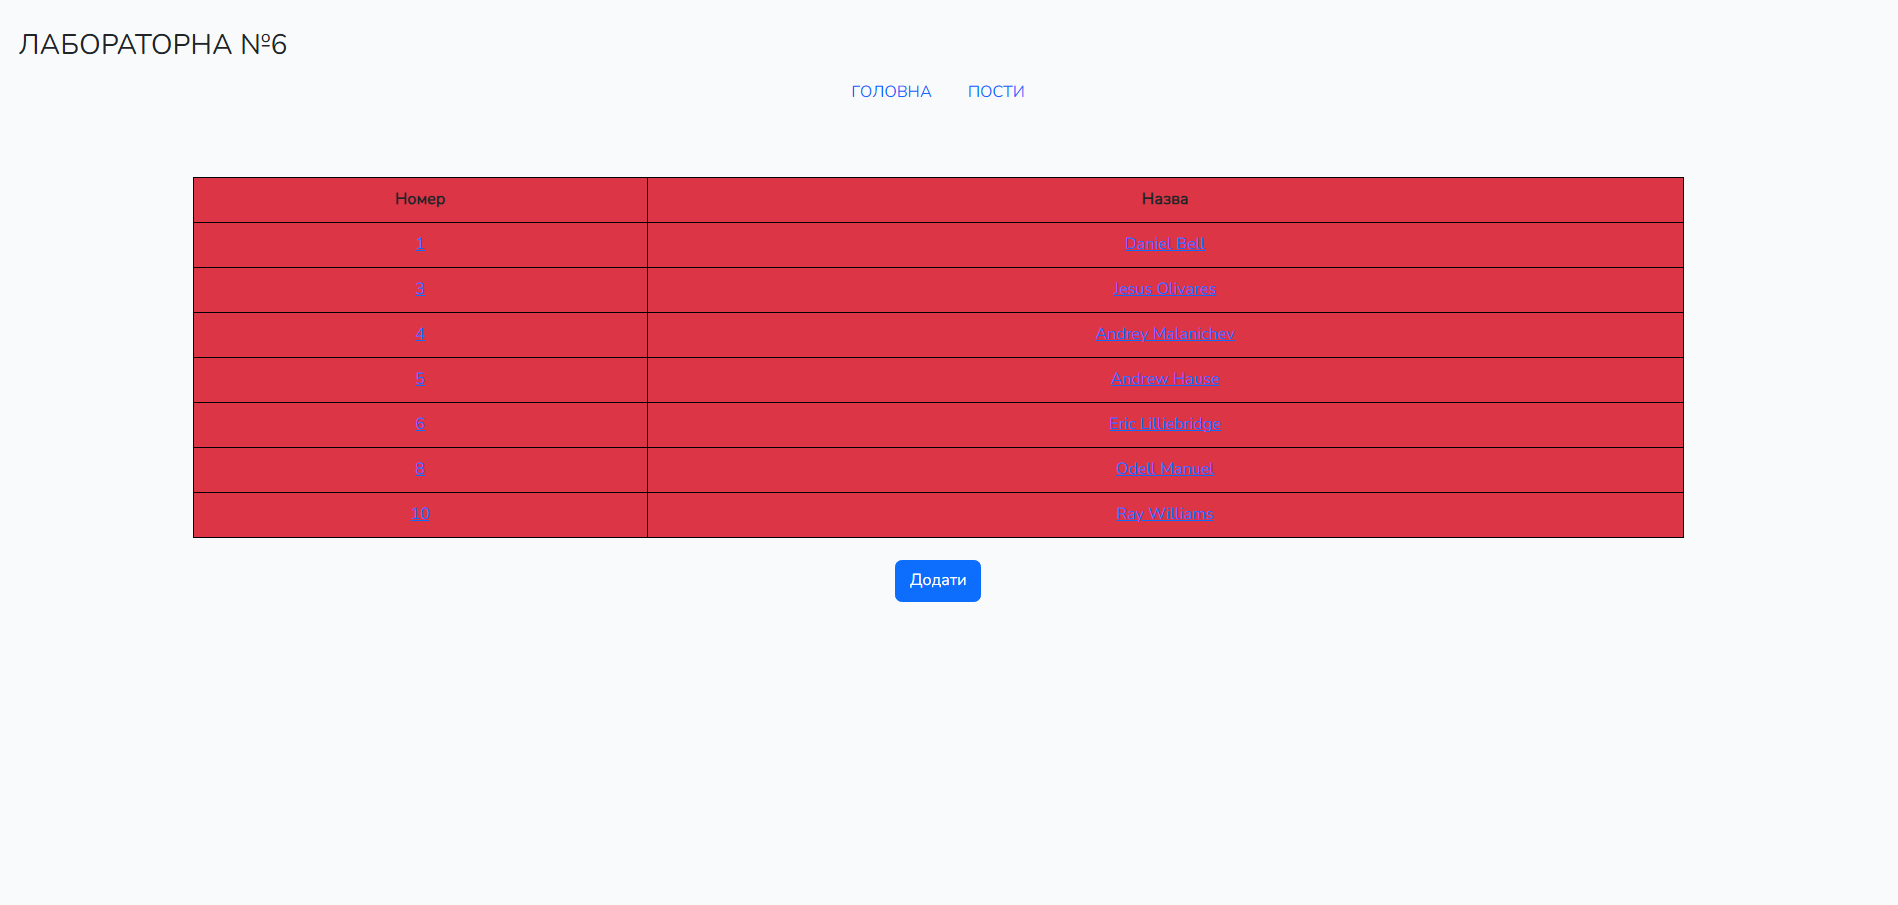 ЛАБОРАТОРНА №6
ГОЛОВНА ПОСТИ
Номер Назва
1 Daniel Bell
3 Jesus Olivares
4 Andrey Malanichev
5 Andrew Hause
6 Eric Lilliebridge
8 Odell Manuel
10 Ray Williams
Додати